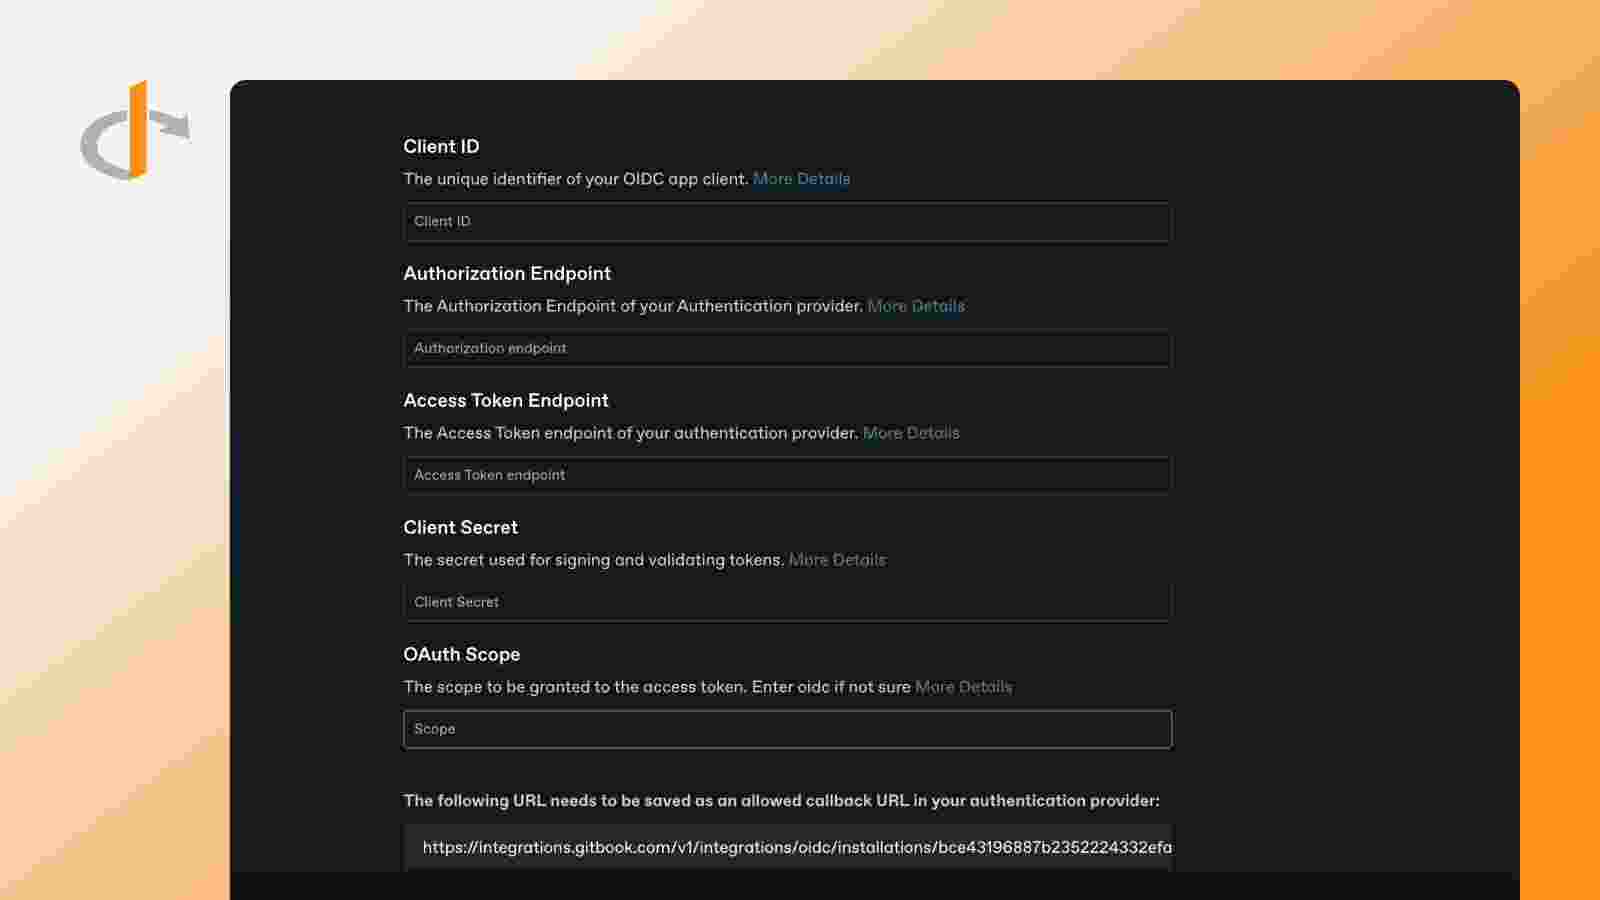 Client ID
The unique identifier of your OIDC app client. More Details
Client ID
Authorization Endpoint
The Authorization Endpoint of your Authentication provider. More Details
Authorization endpoint
Access Token Endpoint
The Access Token endpoint of your authentication provider. More Details
Access Token endpoint
Client Secret
The secret used for signing and validating tokens. More Details
Client Secret
OAuth Scope
The scope to be granted to the access token. Enter oidc if not sure More Details
Scope
The following URL needs to be saved as an allowed callback URL in your authentication provider:
https://integrations.gitbook.com/v1/integrations/oidc/installations/bce43196887b2352224332efa